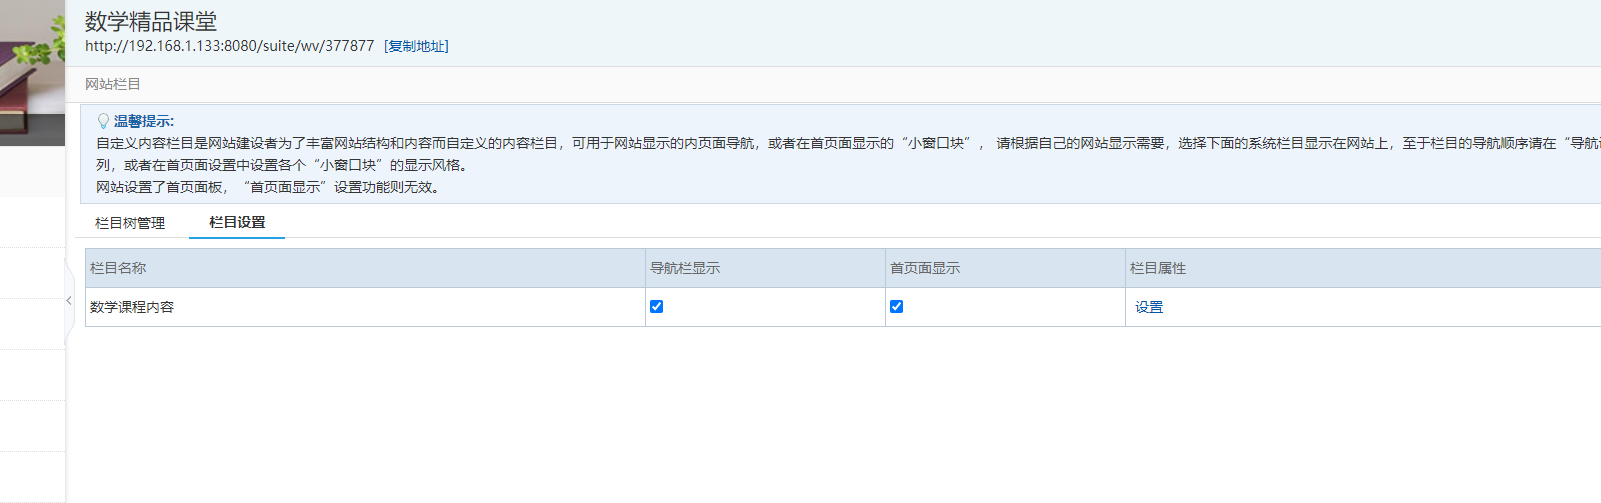 数学精品课堂
http://192.168.1.133:8080/suite/wv/377877 [复制地址]
网站栏目
温馨提示:
自定义内容栏目是网站建设者为了丰富网站结构和内容而自定义的内容栏目，可用于网站显示的内页面导航，或者在首页面显示的“小窗口块”， 请根据自己的网站显示需要，选择下面的系统栏目显示在网站上，至于栏目的导航顺序请在“导航
列，或者在首页面设置中设置各个“小窗口块”的显示风格。
网站设置了首页面板，“首页面显示”设置功能则无效。
栏目树管理 栏目设置
栏目名称 导航栏显示 首页面显示 栏目属性
数学课程内容 设置